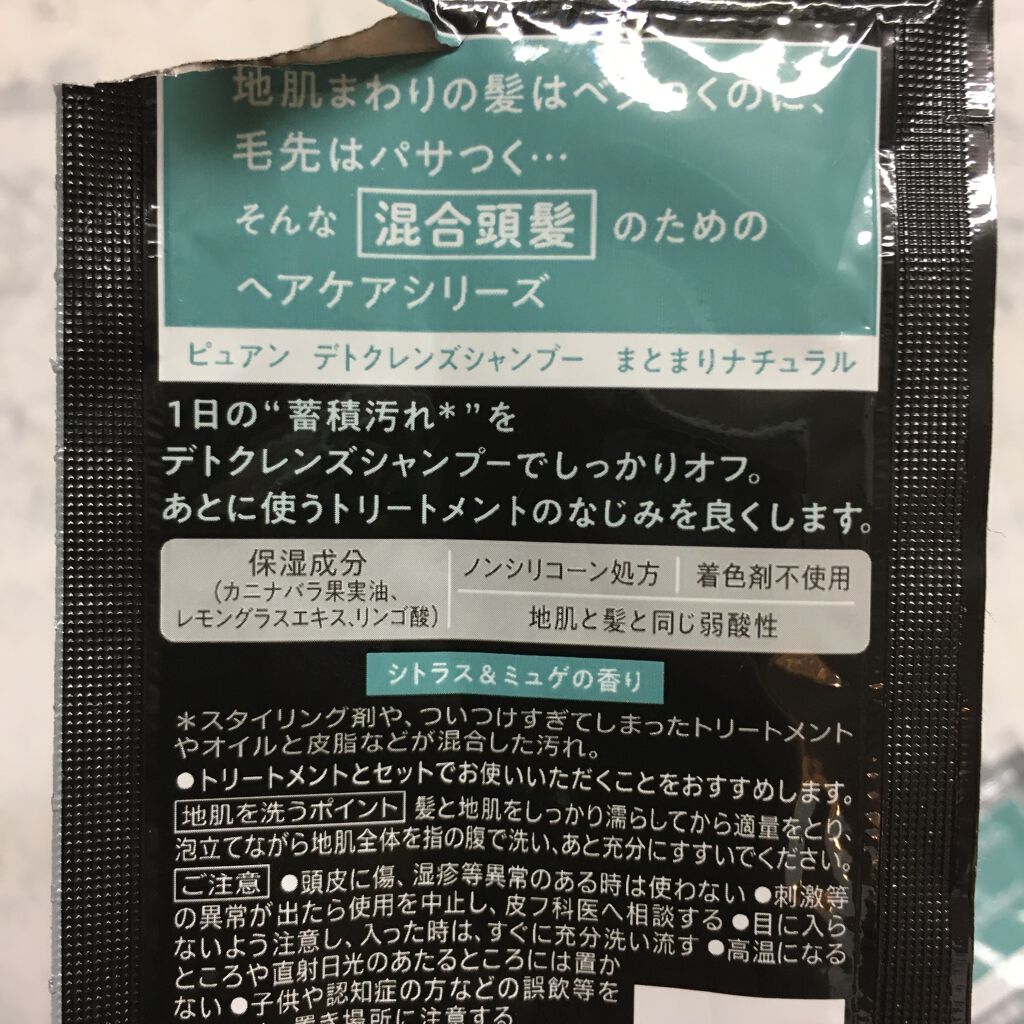 地肌まわりの髪はベタつくのに、
毛先はパサつく…
そんな 混合頭髪 のための
ヘアケアシリーズ
ピュアン デトクレンズシャンプー まとまりナチュラル
1日の“蓄積汚れ*”を
デトクレンズシャンプーでしっかりオフ。
あとに使うトリートメントのなじみを良くします。
保湿成分
(カニナバラ果実油、
レモングラスエキス、リンゴ酸)
ノンシリコーン処方 着色剤不使用
地肌と髪と同じ弱酸性
シトラス&ミュゲの香り
*スタイリング剤や、ついつけすぎてしまったトリートメント
やオイルと皮脂などが混合した汚れ。
●トリートメントとセットでお使いいただくことをおすすめします。
地肌を洗うポイント 髪と地肌をしっかり濡らしてから適量をとり、
泡立てながら地肌全体を指の腹で洗い、あと充分にすすいでください。
ご注意 ●頭皮に傷、湿疹等異常のある時は使わない ●刺激等
の異常が出たら使用を中止し、皮フ科医へ相談する ●目に入ら
ないよう注意し、入った時は、すぐに充分洗い流す ●高温になる
ところや直射日光のあたるところには置か
ない ●子供や認知症の方などの誤飲等を
置き場所に注意する